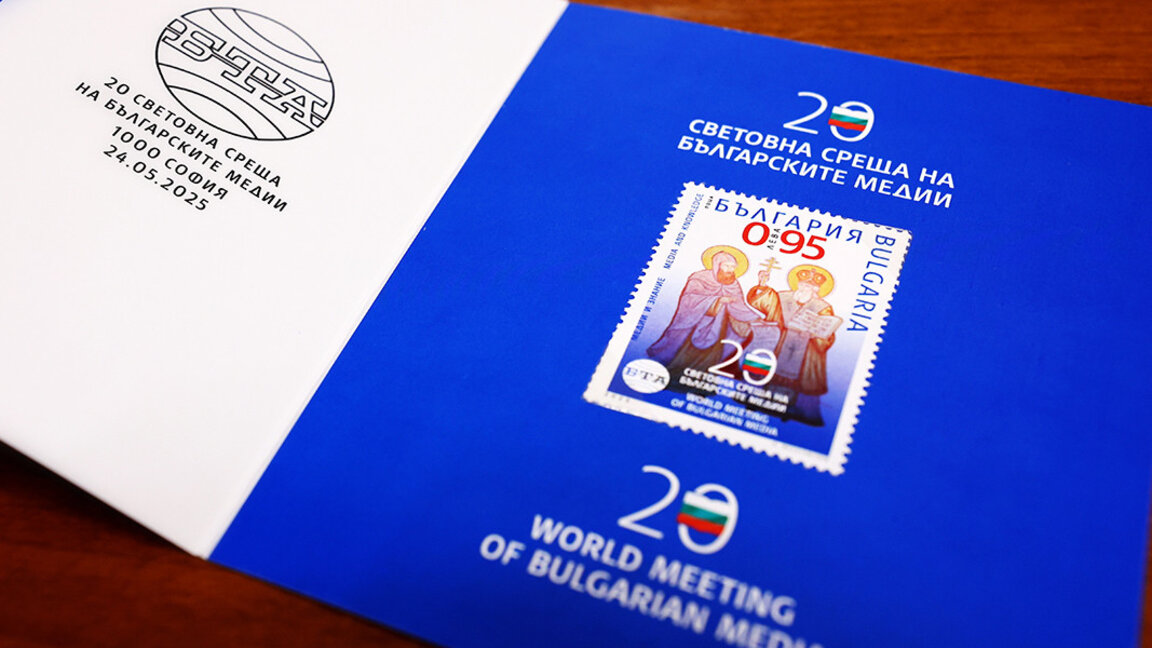 БТА
20 СВЕТОВНА СРЕЩА
НА БЪЛГАРСКИТЕ МЕДИИ
1000 СОФИЯ
24.05.2025
20
СВЕТОВНА СРЕЩА НА
БЪЛГАРСКИТЕ МЕДИИ
БЪЛГАРИЯ
BULGARIA
0.95
ЛЕВА
МЕДИИ И ЗНАНИЕ MEDIA AND KNOWLEDGE
20
БТА
СВЕТОВНА СРЕЩА НА
БЪЛГАРСКИТЕ МЕДИИ
WORLD MEETING
OF BULGARIAN MEDIA
20
WORLD MEETING
OF BULGARIAN MEDI